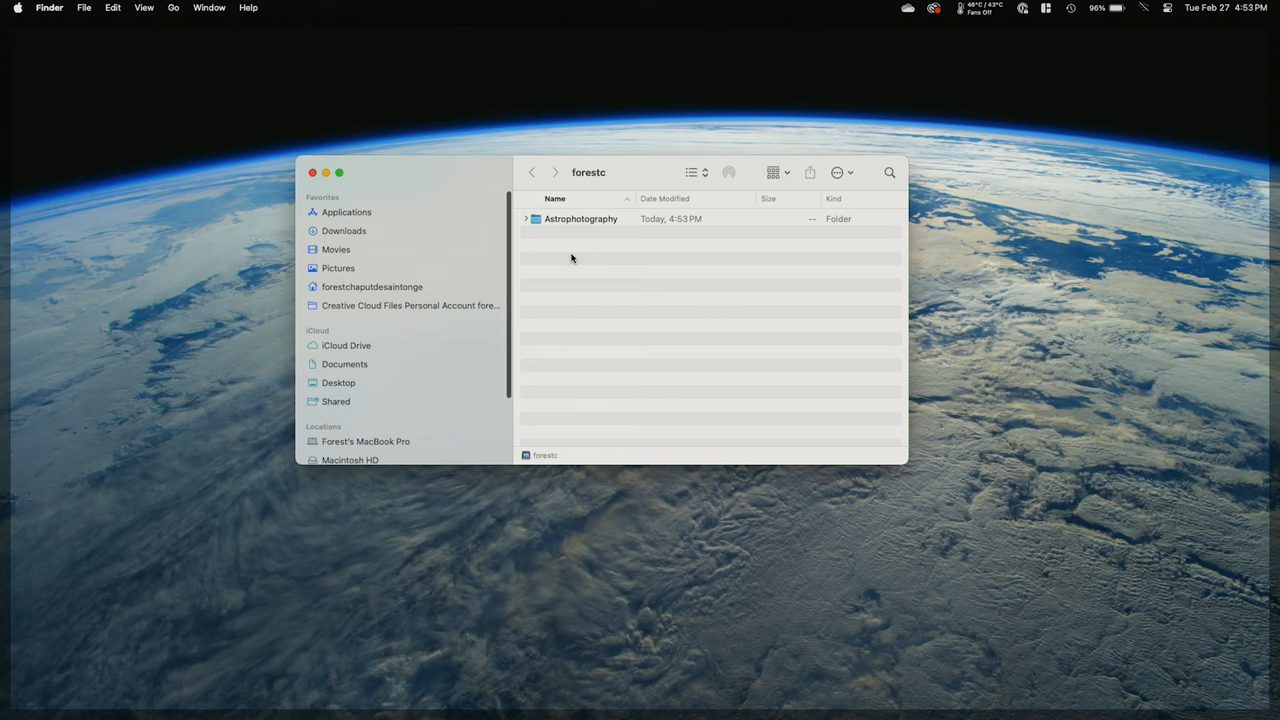 Finder File Edit View Go Window Help
46°C / 43°C
Fans Off
96% Tue Feb 27 4:53 PM
forestc
Favorites
Applications
Downloads
Movies
Pictures
forestchaputdesaintonge
Creative Cloud Files Personal Account fore...
iCloud
iCloud Drive
Documents
Desktop
Shared
Locations
Forest's MacBook Pro
Macintosh HD
Name Date Modified Size Kind
Astrophotography Today, 4:53 PM -- Folder
forestc